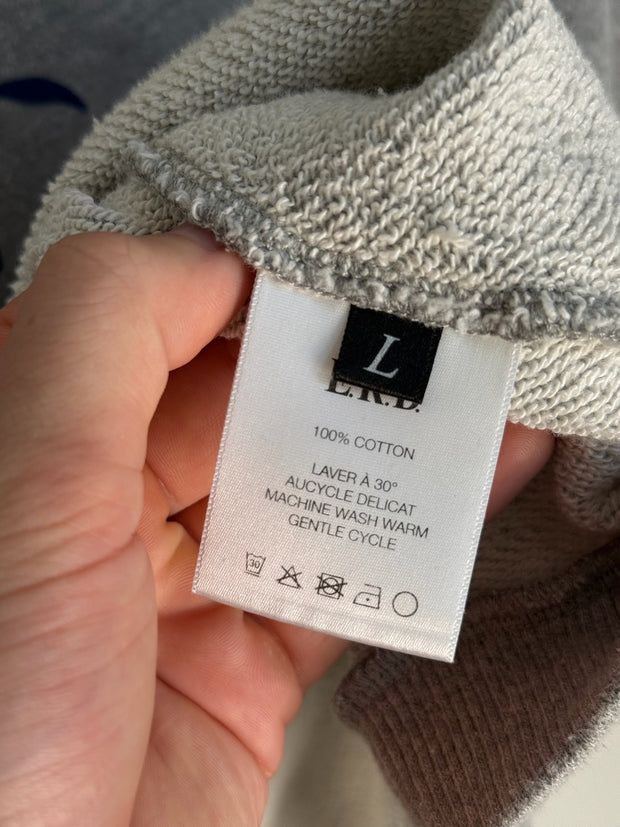 L
E.R.D.
100% COTTON
LAVER À 30°
AUCYCLE DELICAT
MACHINE WASH WARM
GENTLE CYCLE
30